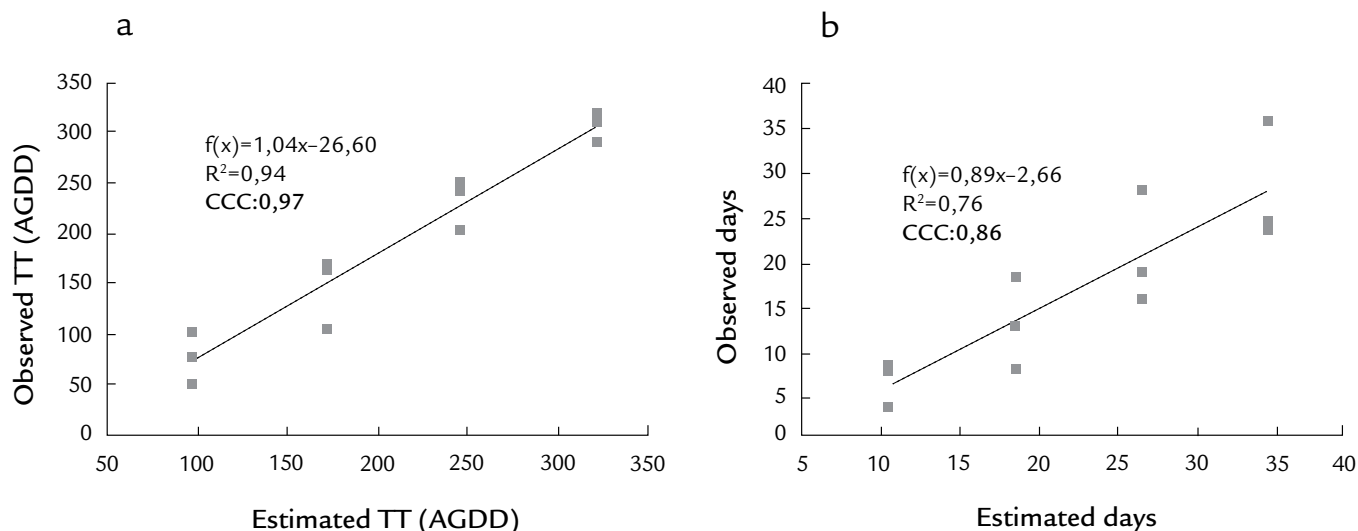 a
350
300
250
200
150
100
50
0
Observed TT (AGDD)
f(x)=1,04x–26,60
R²=0,94
CCC:0,97
50 100 150 200 250 300 350
Estimated TT (AGDD)
b
40
35
30
25
20
15
10
5
0
Observed days
f(x)=0,89x–2,66
R²=0,76
CCC:0,86
5 10 15 20 25 30 35 40
Estimated days